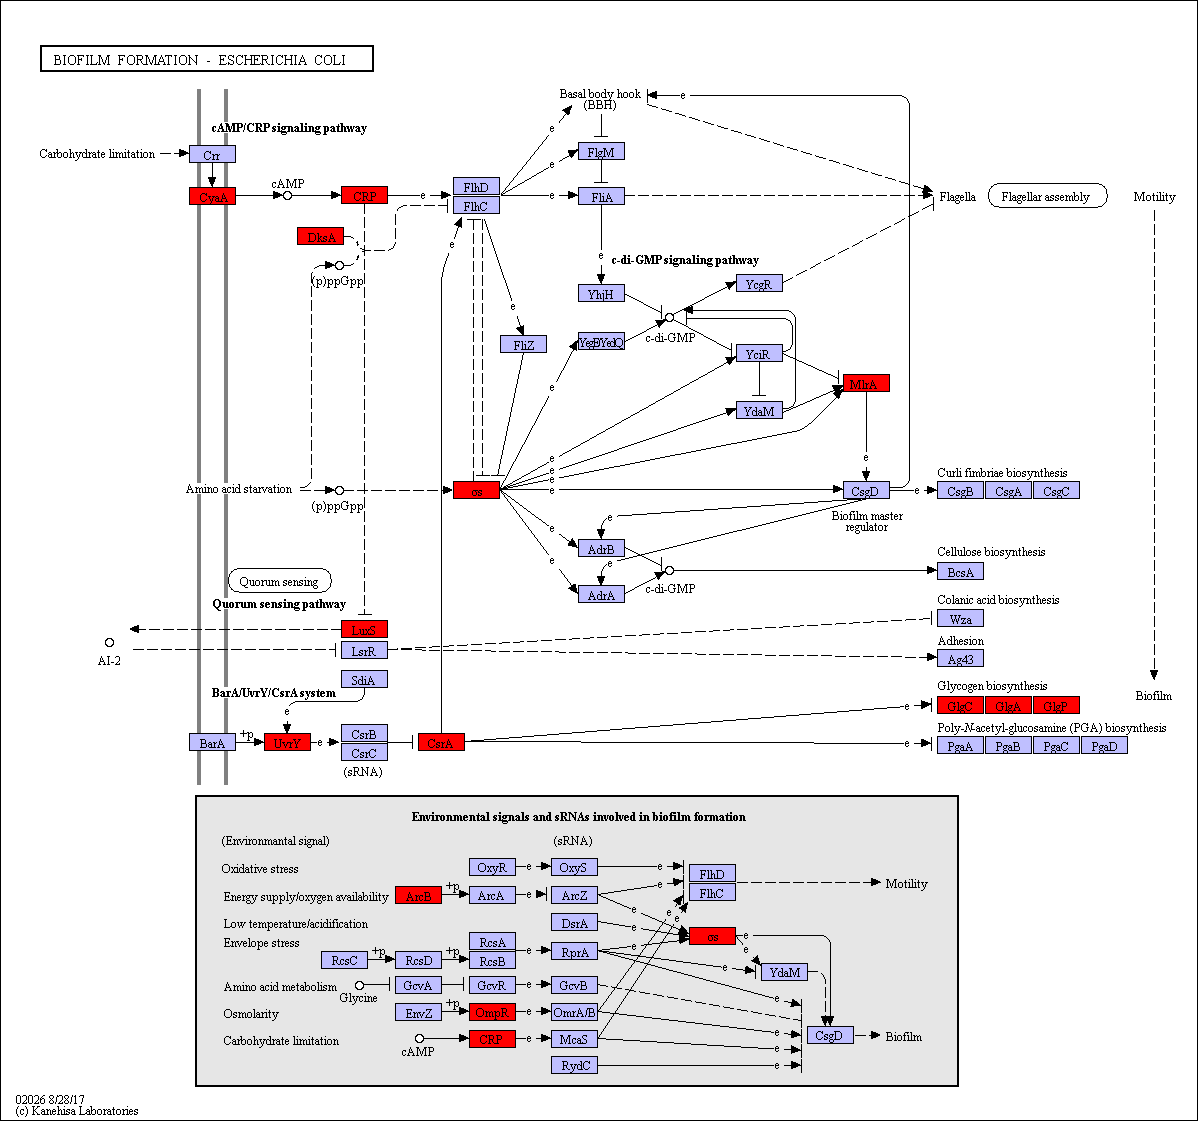 BIOFILM FORMATION - ESCHERICHIA COLI
Basal body hook
(BBH)
e
cAMP/CRP signaling pathway
e
Carbohydrate limitation
Crr
FlgM
e
cAMP
FlhD
CyaA
CRP
e
e
FliA
Flagella
Flagellar assembly
Motility
FlhC
DksA
e
e
c-di-GMP signaling pathway
(p)ppGpp
YcgR
YhjH
e
FliZ
YegE
YedQ
c-di-GMP
YciR
MlrA
e
YdaM
e
e
e
e
e
Curli fimbriae biosynthesis
Amino acid starvation
os
e
CsgD
e
CsgB
CsgA
CsgC
(p)ppGpp
Biofilm master
regulator
e
e
AdrB
Cellulose biosynthesis
e
e
BcsA
Quorum sensing
AdrA
c-di-GMP
Quorum sensing pathway
Colanic acid biosynthesis
Wza
LuxS
AI-2
LsrR
Adhesion
Ag43
SdiA
BarA/UvrY/CsrA system
Glycogen biosynthesis
Biofilm
e
e
GlgC
GlgA
GlgP
Poly-N-acetyl-glucosamine (PGA) biosynthesis
BarA
+p
UvrY
e
CsrB
CsrC
(sRNA)
CsrA
e
PgaA
PgaB
PgaC
PgaD
Environmental signals and sRNAs involved in biofilm formation
(Environmantal signal)
(sRNA)
Oxidative stress
OxyR
e
OxyS
e
FlhD
FlhC
Motility
Energy supply/oxygen availability
ArcB
+p
ArcA
e
ArcZ
e
e
e
e
Low temperature/acidification
DsrA
e
os
e
Envelope stress
RcsC
+p
RcsD
+p
RcsA
RcsB
e
RprA
e
e
e
YdaM
Amino acid metabolism
Glycine
GcvA
GcvR
GcvB
e
Osmolarity
EnvZ
+p
OmpR
e
OmrA/B
e
CsgD
Biofilm
Carbohydrate limitation
cAMP
CRP
e
McaS
e
RydC
e
02026 8/28/17
(c) Kanehisa Laboratories